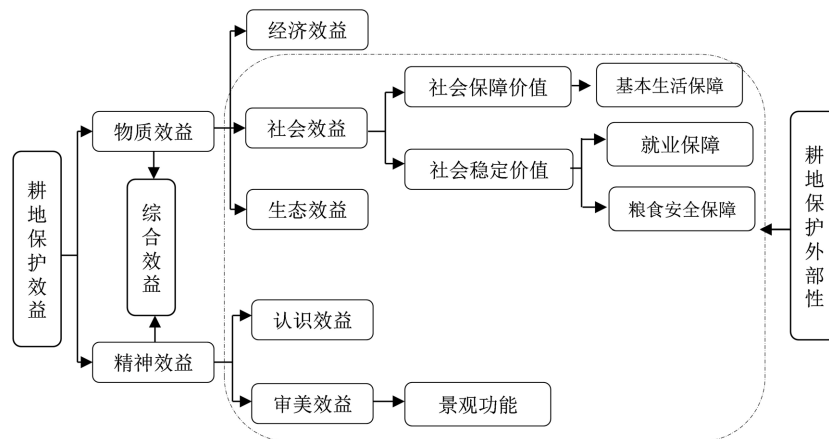 经济效益
社会保障价值
基本生活保障
物质效益
社会效益
就业保障
社会稳定价值
耕地保护效益
综合效益
生态效益
粮食安全保障
耕地保护外部性
认识效益
精神效益
审美效益
景观功能